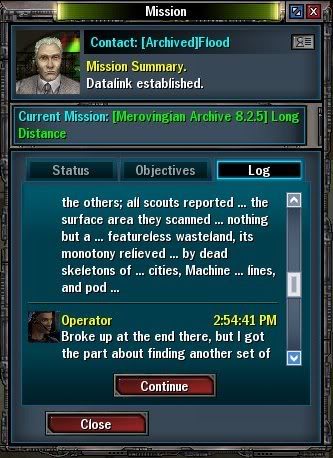 Mission
Contact: [Archived]Flood
Mission Summary.
Datalink established.
Current Mission: [Merovingian Archive 8.2.5] Long
Distance
Status
Objectives
Log
the others; all scouts reported ... the
surface area they scanned ... nothing
but a ... featureless wasteland, its
monotony relieved ... by dead
skeletons of ... cities, Machine ... lines,
and pod ...
Operator
2:54:41 PM
Broke up at the end there, but I got
the part about finding another set of
Continue
Close